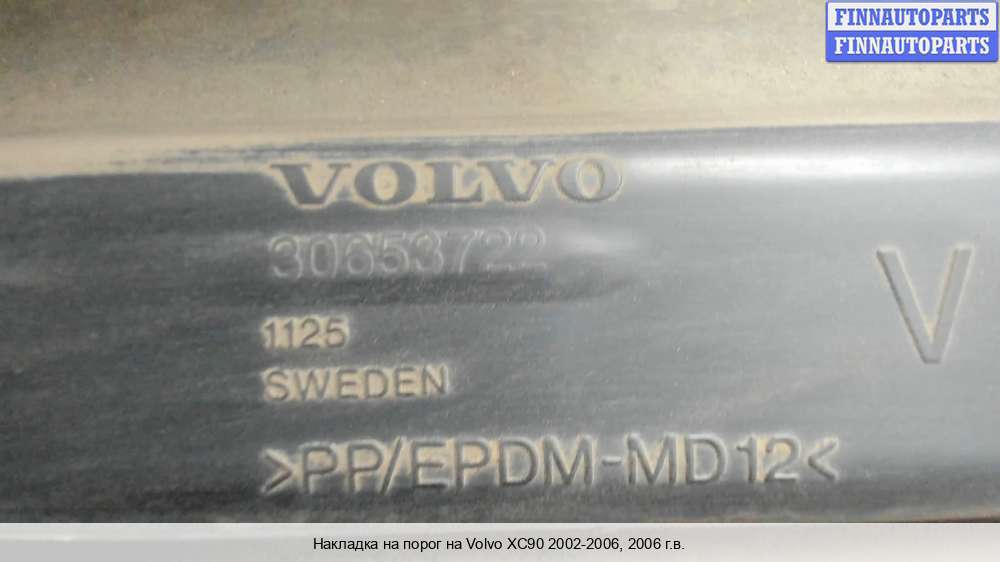 FINNAUTOPARTS
FINNAUTOPARTS
VOLVO
30653722
V
1125
SWEDEN
>PP/EPDM-MD12<
Накладка на порог на Volvo XC90 2002-2006, 2006 г.в.